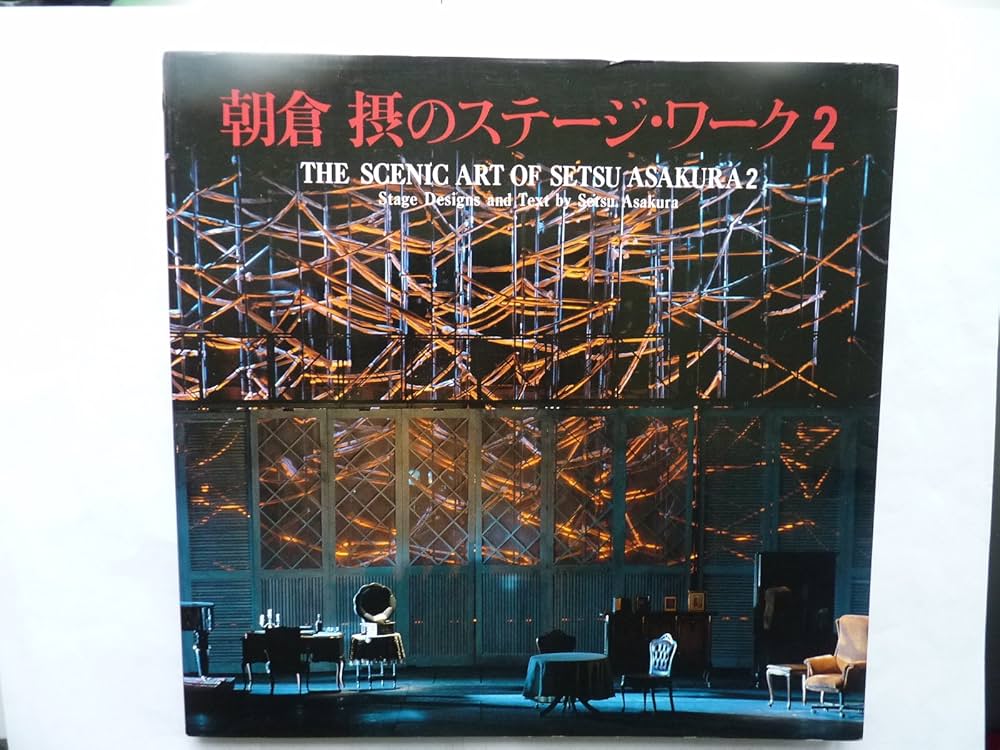 朝倉 摂のステージ・ワーク2
THE SCENIC ART OF SETSU ASAKURA 2
Stage Designs and Text by Setsu Asakura